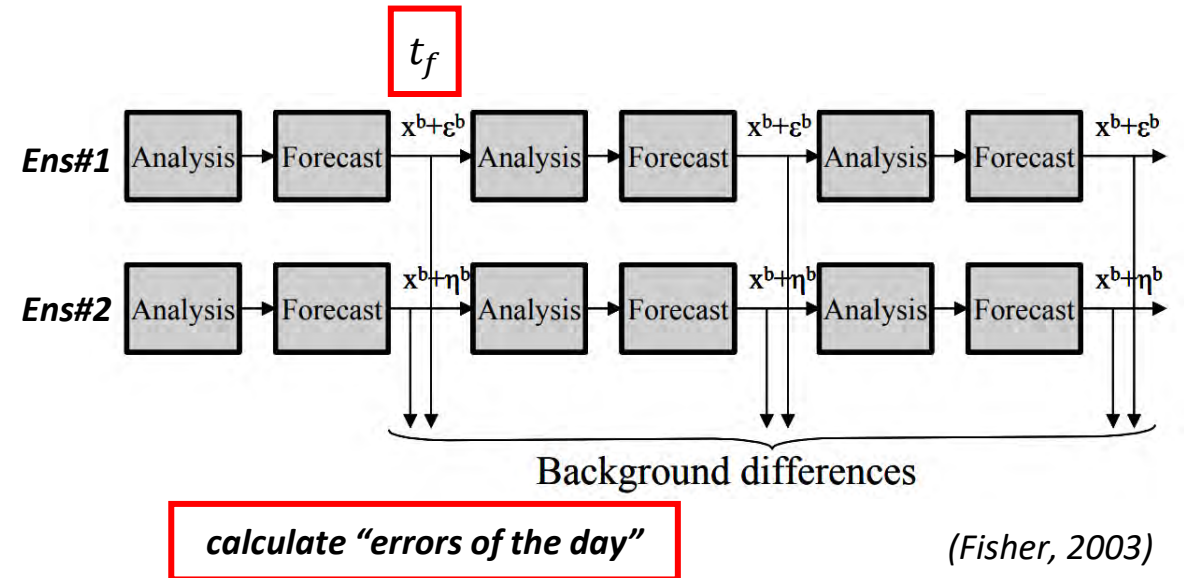 t_f
x^b+ε^b x^b+ε^b x^b+ε^b
Ens#1 Analysis Forecast Analysis Forecast Analysis Forecast
x^b+η^b x^b+η^b x^b+η^b
Ens#2 Analysis Forecast Analysis Forecast Analysis Forecast
Background differences
calculate “errors of the day” (Fisher, 2003)